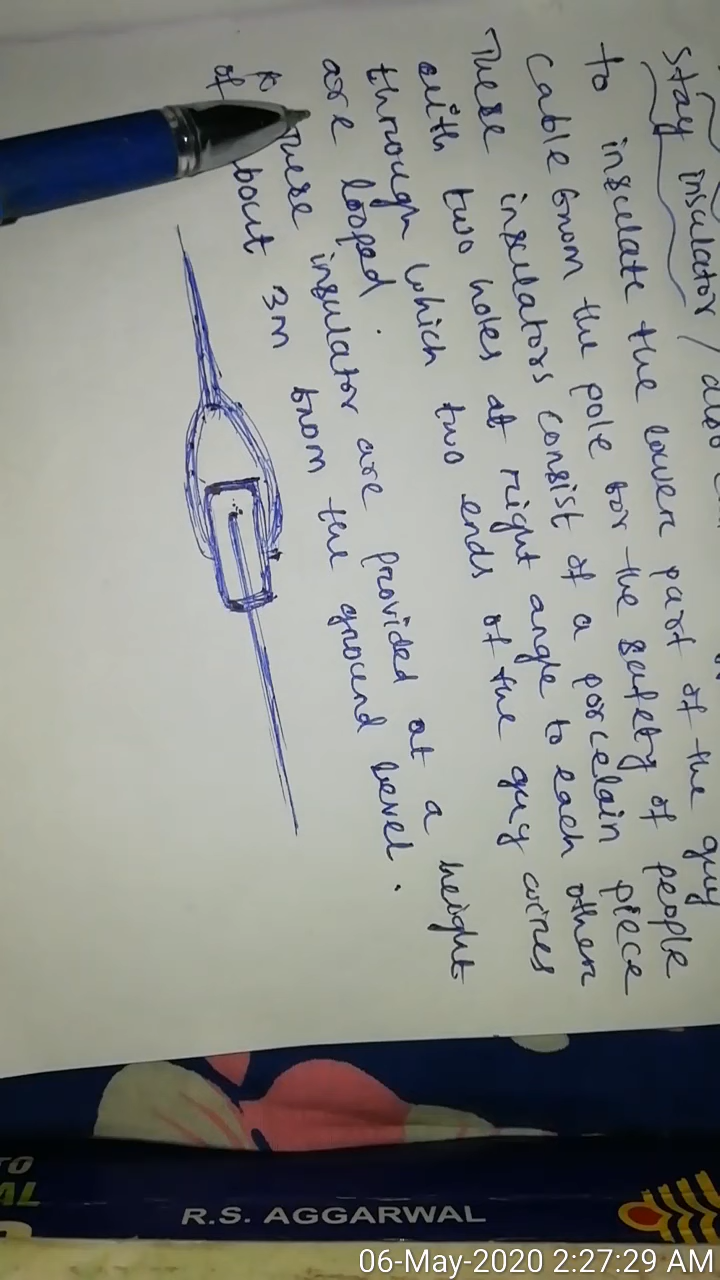 Stay insulator / also
to insulate the lower part of the guy
cable from the pole for the safety of people
These insulators consist of a porcelain piece
with two holes at right angle to each other
through which two ends of the guy wires
are looped.
* These insulator are provided at a height
of about 3m from the ground level.
R.S. AGGARWAL
06-May-2020 2:27:29 AM